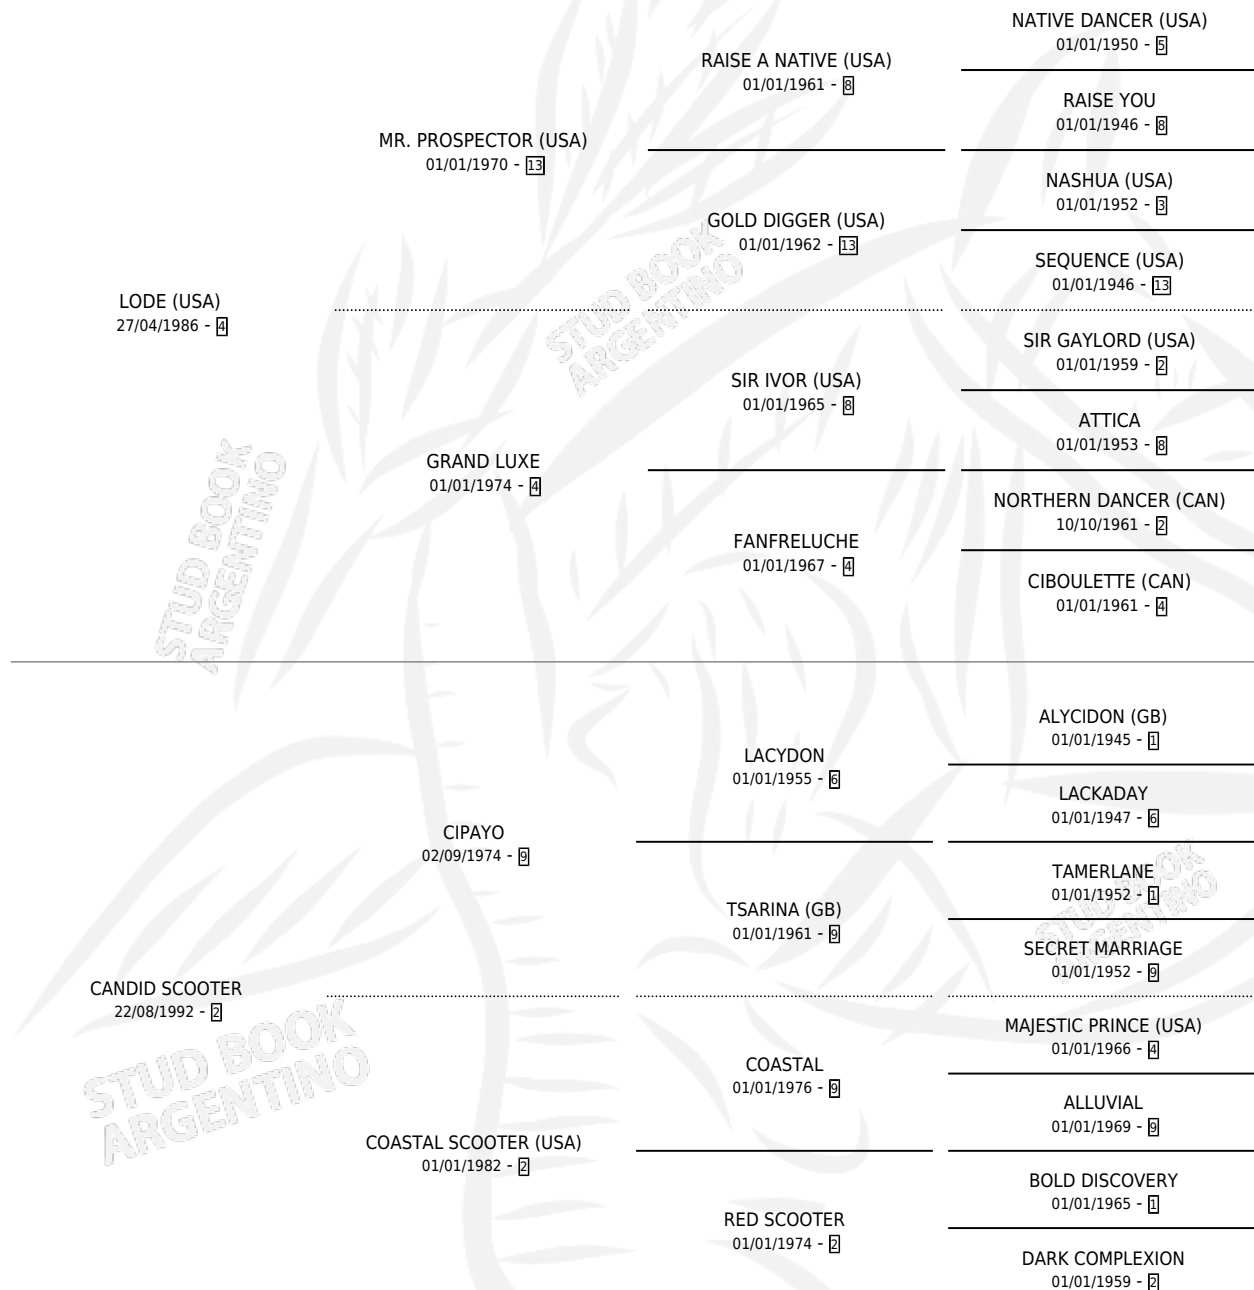 NATIVE DANCER (USA)
01/01/1950 - 5
RAISE A NATIVE (USA)
01/01/1961 - 8
RAISE YOU
01/01/1946 - 8
MR. PROSPECTOR (USA)
01/01/1970 - 13
NASHUA (USA)
01/01/1952 - 3
GOLD DIGGER (USA)
01/01/1962 - 13
SEQUENCE (USA)
01/01/1946 - 13
LODE (USA)
27/04/1986 - 4
STUD BOOK
ARGENTINO
SIR GAYLORD (USA)
01/01/1959 - 2
SIR IVOR (USA)
01/01/1965 - 8
ATTICA
01/01/1953 - 8
GRAND LUXE
01/01/1974 - 4
NORTHERN DANCER (CAN)
10/10/1961 - 2
FANFRELUCHE
01/01/1967 - 4
CIBOULETTE (CAN)
01/01/1961 - 4
STUD BOOK
ARGENTINO
ALYCIDON (GB)
01/01/1945 - 1
LACYDON
01/01/1955 - 6
LACKADAY
01/01/1947 - 6
CIPAYO
02/09/1974 - 9
TAMERLANE
01/01/1952 - 1
TSARINA (GB)
01/01/1961 - 9
SECRET MARRIAGE
01/01/1952 - 9
STUD BOOK
ARGENTINO
CANDID SCOOTER
22/08/1992 - 2
MAJESTIC PRINCE (USA)
01/01/1966 - 4
COASTAL
01/01/1976 - 9
ALLUVIAL
01/01/1969 - 9
STUD BOOK
ARGENTINO
COASTAL SCOOTER (USA)
01/01/1982 - 2
BOLD DISCOVERY
01/01/1965 - 1
RED SCOOTER
01/01/1974 - 2
DARK COMPLEXION
01/01/1959 - 2